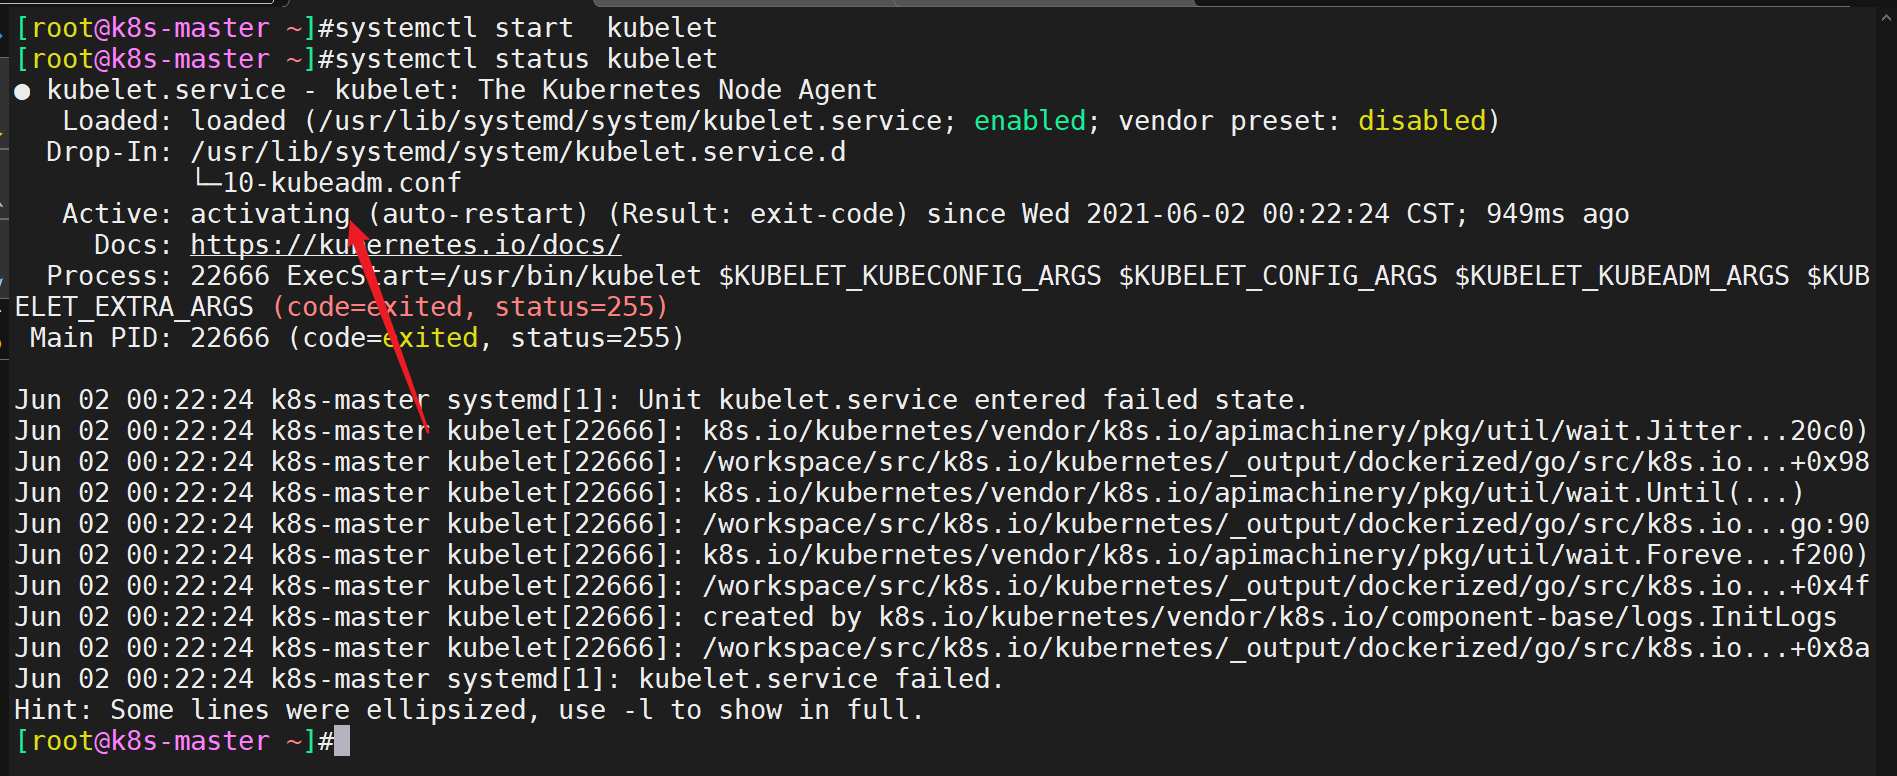 [root@k8s-master ~]#systemctl start  kubelet
[root@k8s-master ~]#systemctl status kubelet
● kubelet.service - kubelet: The Kubernetes Node Agent
   Loaded: loaded (/usr/lib/systemd/system/kubelet.service; enabled; vendor preset: disabled)
  Drop-In: /usr/lib/systemd/system/kubelet.service.d
           └─10-kubeadm.conf
   Active: activating (auto-restart) (Result: exit-code) since Wed 2021-06-02 00:22:24 CST; 949ms ago
     Docs: https://kubernetes.io/docs/
  Process: 22666 ExecStart=/usr/bin/kubelet $KUBELET_KUBECONFIG_ARGS $KUBELET_CONFIG_ARGS $KUBELET_KUBEADM_ARGS $KUB
ELET_EXTRA_ARGS (code=exited, status=255)
 Main PID: 22666 (code=exited, status=255)

Jun 02 00:22:24 k8s-master systemd[1]: Unit kubelet.service entered failed state.
Jun 02 00:22:24 k8s-master kubelet[22666]: k8s.io/kubernetes/vendor/k8s.io/apimachinery/pkg/util/wait.Jitter...20c0)
Jun 02 00:22:24 k8s-master kubelet[22666]: /workspace/src/k8s.io/kubernetes/_output/dockerized/go/src/k8s.io...+0x98
Jun 02 00:22:24 k8s-master kubelet[22666]: k8s.io/kubernetes/vendor/k8s.io/apimachinery/pkg/util/wait.Until(...)
Jun 02 00:22:24 k8s-master kubelet[22666]: /workspace/src/k8s.io/kubernetes/_output/dockerized/go/src/k8s.io...go:90
Jun 02 00:22:24 k8s-master kubelet[22666]: k8s.io/kubernetes/vendor/k8s.io/apimachinery/pkg/util/wait.Foreve...f200)
Jun 02 00:22:24 k8s-master kubelet[22666]: /workspace/src/k8s.io/kubernetes/_output/dockerized/go/src/k8s.io...+0x4f
Jun 02 00:22:24 k8s-master kubelet[22666]: created by k8s.io/kubernetes/vendor/k8s.io/component-base/logs.InitLogs
Jun 02 00:22:24 k8s-master kubelet[22666]: /workspace/src/k8s.io/kubernetes/_output/dockerized/go/src/k8s.io...+0x8a
Jun 02 00:22:24 k8s-master systemd[1]: kubelet.service failed.
Hint: Some lines were ellipsized, use -l to show in full.
[root@k8s-master ~]#